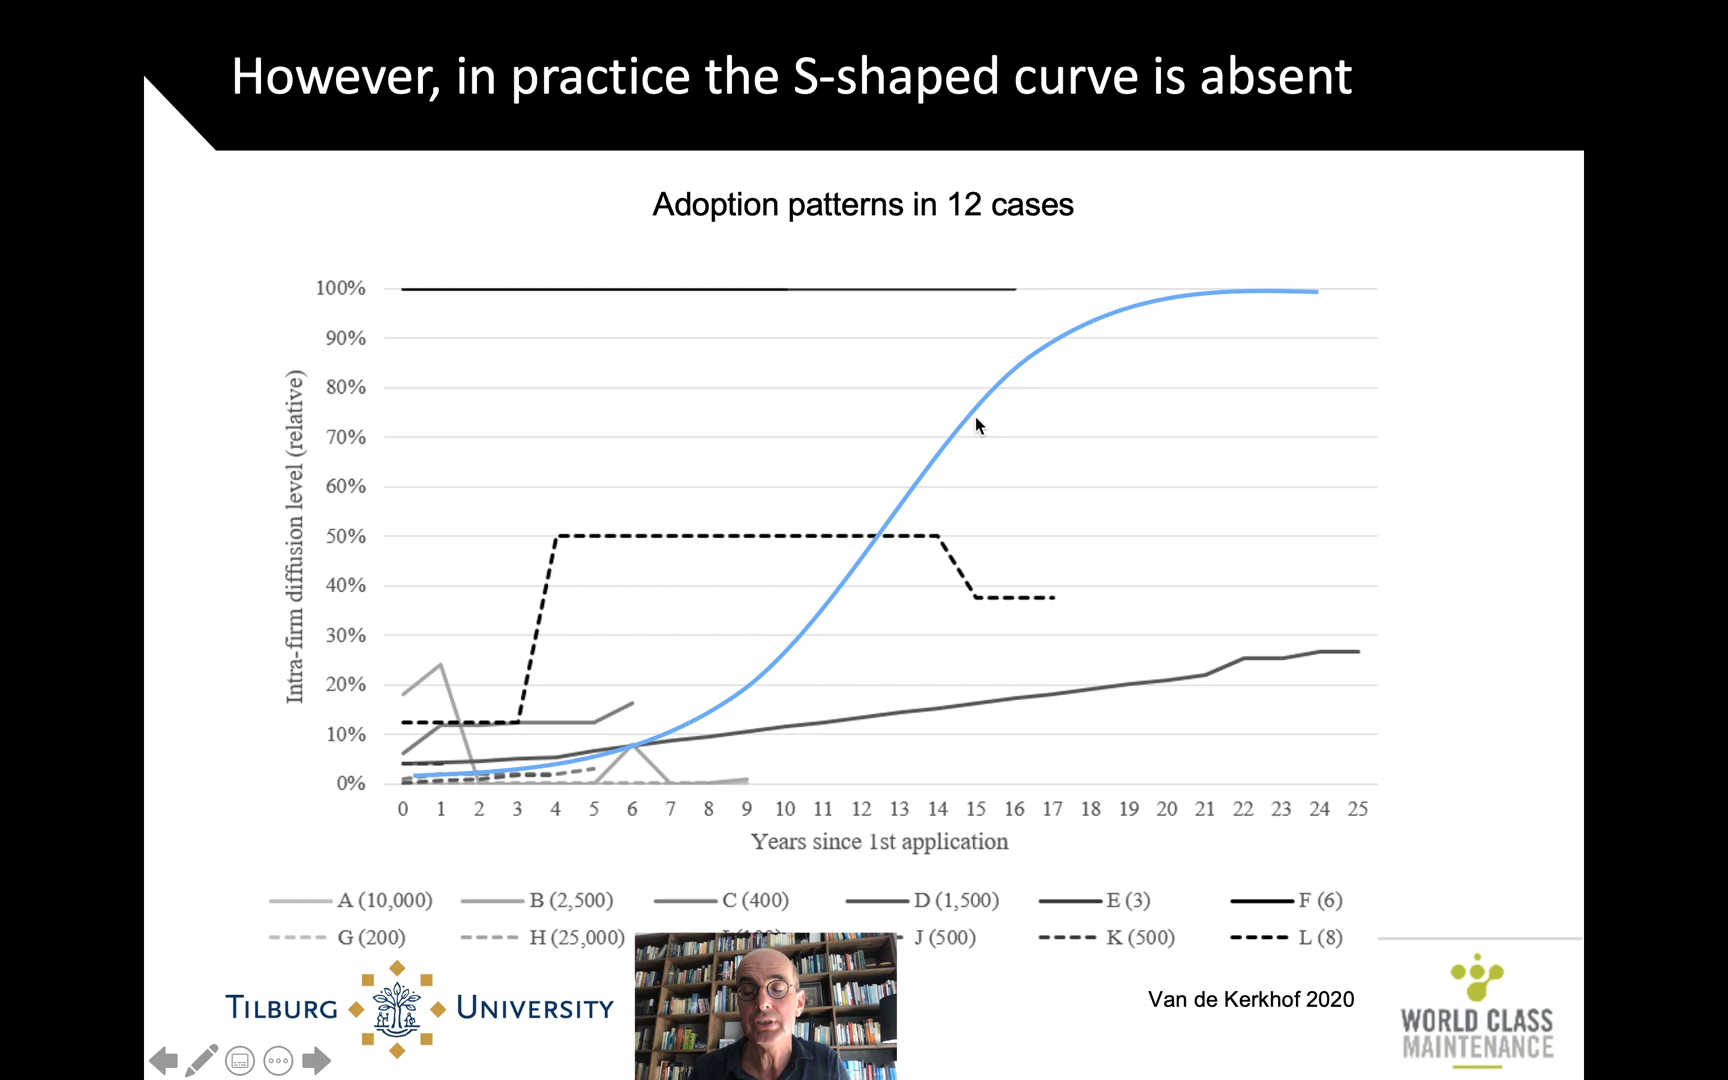 However, in practice the S-shaped curve is absent
Adoption patterns in 12 cases
100%
90%
80%
70%
60%
50%
40%
30%
20%
10%
0%
Intra-firm diffusion level (relative)
0 1 2 3 4 5 6 7 8 9 10 11 12 13 14 15 16 17 18 19 20 21 22 23 24 25
Years since 1st application
A (10,000) B (2,500) C (400) D (1,500) E (3) F (6)
G (200) H (25,000) J (500) K (500) L (8)
TILBURG UNIVERSITY
Van de Kerkhof 2020
WORLD CLASS
MAINTENANCE